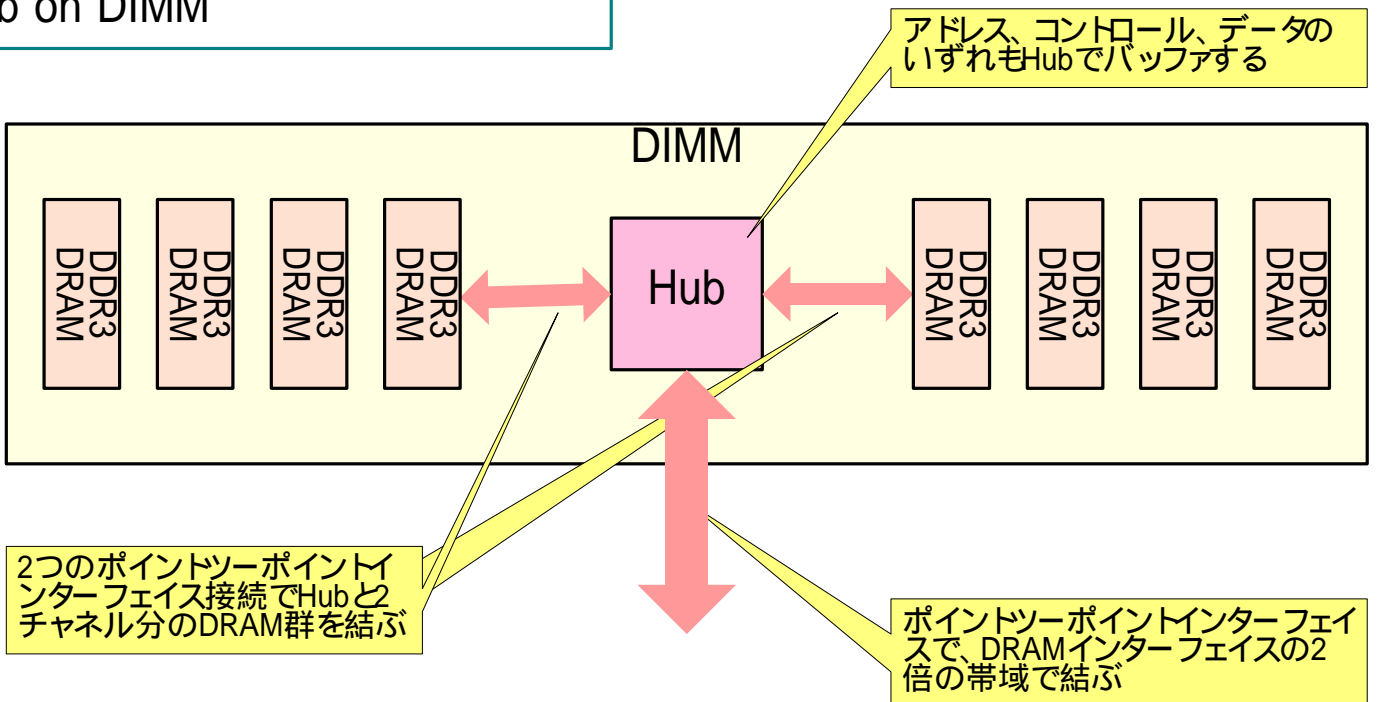 on DIMM
アドレス、コントロール、データの
いずれもHubでバッファする
DIMM
DDR3
DRAM
DDR3
DRAM
DDR3
DRAM
DDR3
DRAM
Hub
DDR3
DRAM
DDR3
DRAM
DDR3
DRAM
DDR3
DRAM
2つのポイントツーポイントイ
ンターフェイス接続でHubと2
チャネル分のDRAM群を結ぶ
ポイントツーポイントインターフェイ
スで、DRAMインターフェイスの2
倍の帯域で結ぶ